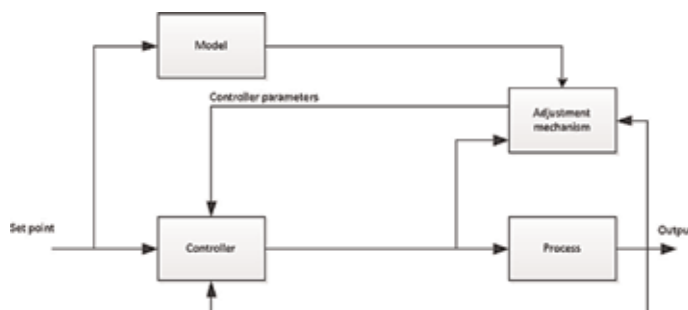 Model
Controller parameters
Adjustment
mechanism
Set point
Controller
Process
Outpu